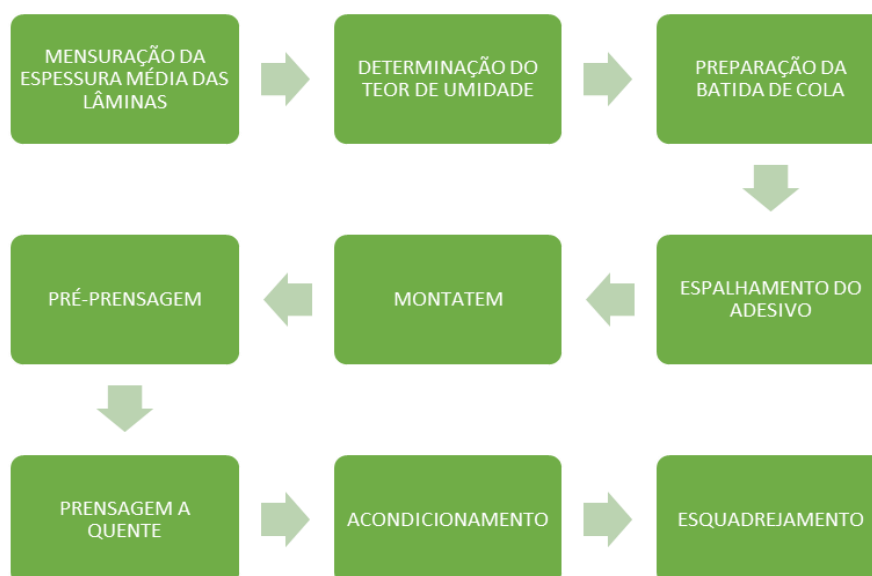 MENSURAÇÃO DA
ESPESSURA MÉDIA DAS
LÂMINAS
DETERMINAÇÃO DO
TEOR DE UMIDADE
PREPARAÇÃO DA
BATIDA DE COLA
ESPALHAMENTO DO
ADESIVO
MONTATEM
PRÉ-PRENSAGEM
PRENSAGEM A
QUENTE
ACONDICIONAMENTO
ESQUADREJAMENTO